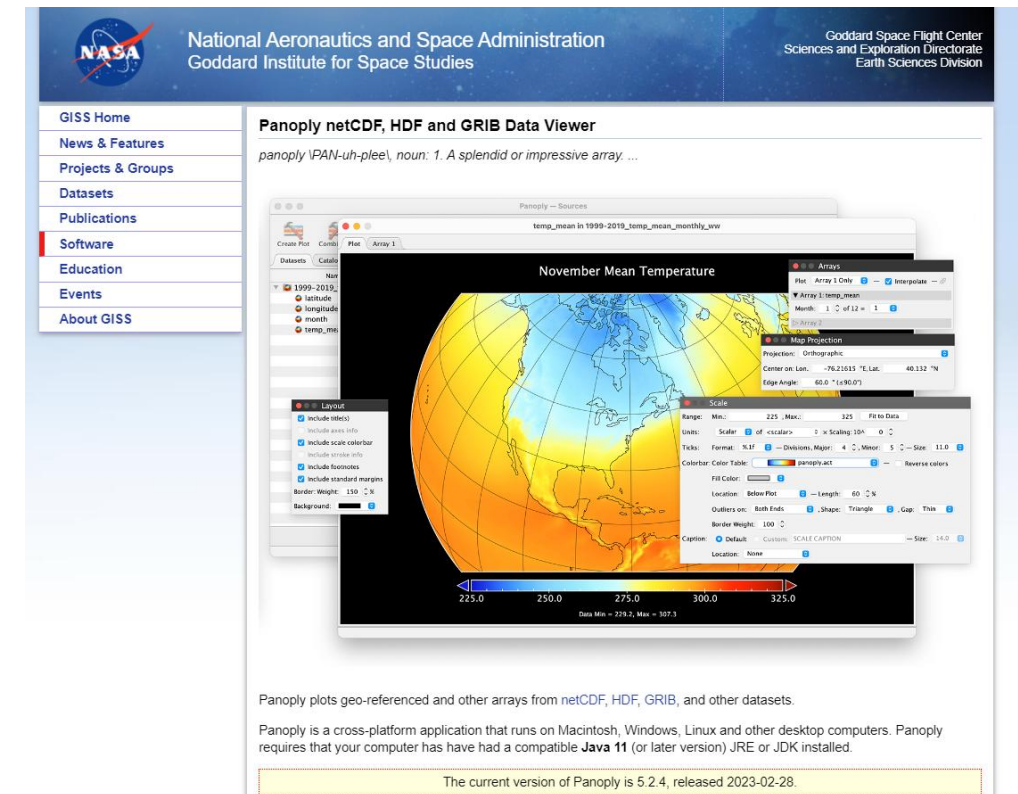 NASA
National Aeronautics and Space Administration
Goddard Institute for Space Studies
Goddard Space Flight Center
Sciences and Exploration Directorate
Earth Sciences Division
GISS Home
News & Features
Projects & Groups
Datasets
Publications
Software
Education
Events
About GISS
Panoply netCDF, HDF and GRIB Data Viewer
panoply \PAN-uh-plee\, noun: 1. A splendid or impressive array. ...
Panoply — Sources
Create Plot
Datasets
1999-2019_
latitude
longitude
month
temp_mean in 1999-2019_temp_mean_monthly_ww
Plot Array 1
November Mean Temperature
225.0 250.0 275.0 300.0 325.0
Data Min = 229.2, Max = 307.3
Arrays
Plot Array 1 Only — Interpolate —
Array 1: temp_mean
Month: 1 of 12 = 1
Array 2
Map Projection
Projection: Orthographic
Center on: Lon. -76.21615 °E, Lat. 40.132 °N
Edge Angle: 60.0 ° (±90.0°)
Layout
Include title(s)
Include axes info
Include scale colorbar
Include stroke info
Include footnotes
Include standard margins
Border: Weight: 150 %
Background:
Scale
Range: Min.: 225 , Max.: 325 Fit to Data
Units: Scalar of <scalar> × Scaling: 10^ 0
Ticks: Format: %.1f — Divisions, Major: 4 , Minor: 5 — Size: 11.0
Colorbar: Color Table: panoply.act — Reverse colors
Fill Color:
Location: Below Plot — Length: 60 %
Outliers on: Both Ends , Shape: Triangle , Gap: Thin
Border Weight: 100
Caption: Default Custom: SCALE CAPTION — Size: 14.0
Location: None
Panoply plots geo-referenced and other arrays from netCDF, HDF, GRIB, and other datasets.
Panoply is a cross-platform application that runs on Macintosh, Windows, Linux and other desktop computers. Panoply
requires that your computer has have had a compatible Java 11 (or later version) JRE or JDK installed.
The current version of Panoply is 5.2.4, released 2023-02-28.